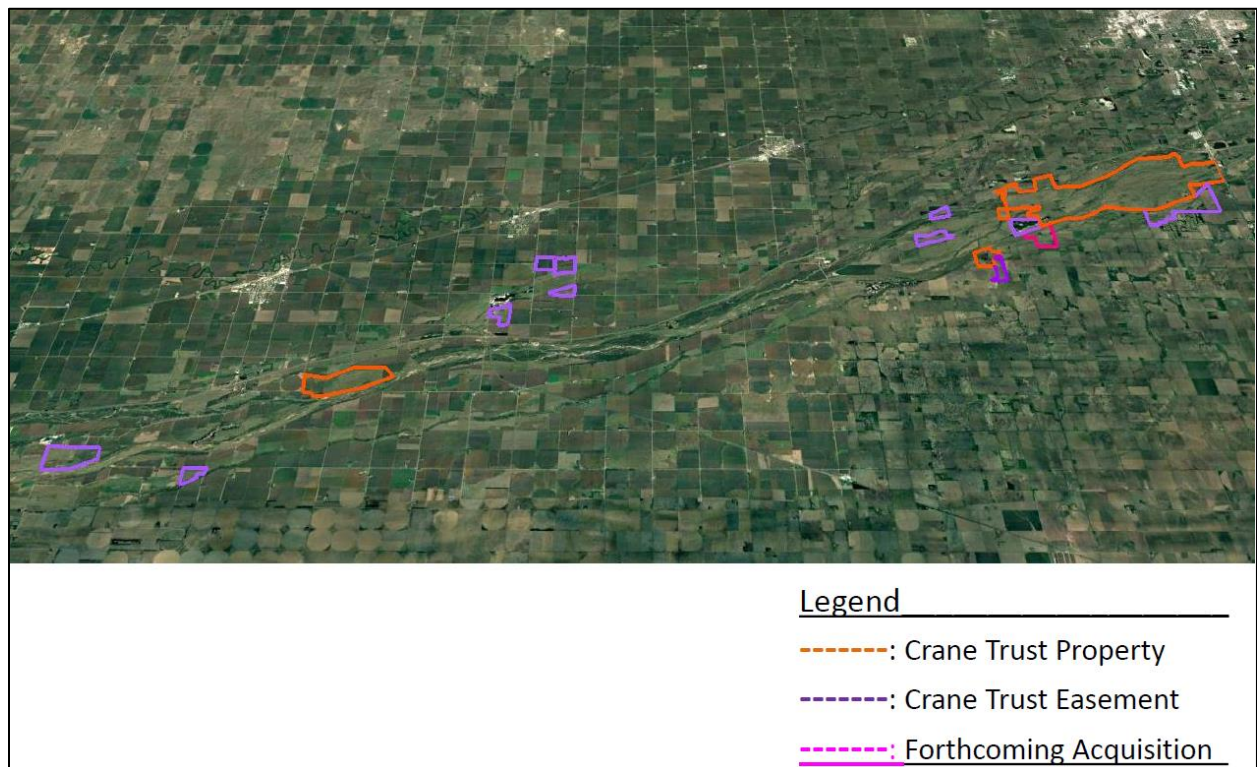 Legend
-------: Crane Trust Property
-------: Crane Trust Easement
-------: Forthcoming Acquisition